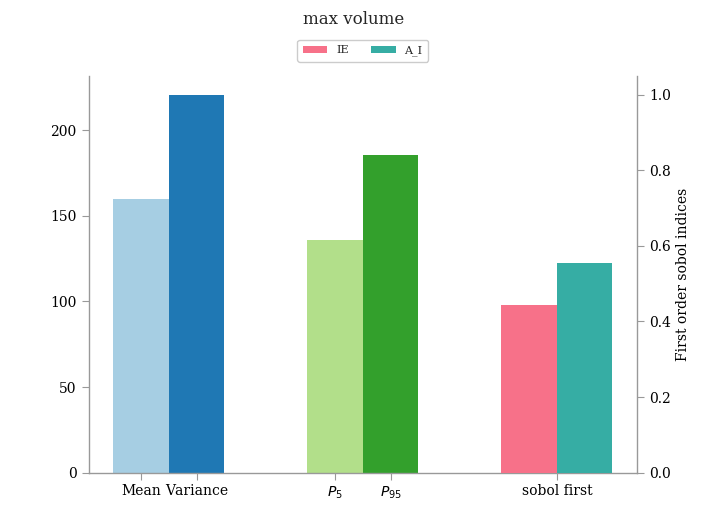 max volume
IE A_I
200
150
100
50
0
1.0
0.8
0.6
0.4
0.2
0.0
First order sobol indices
Mean Variance P₅ P₉₅ sobol first